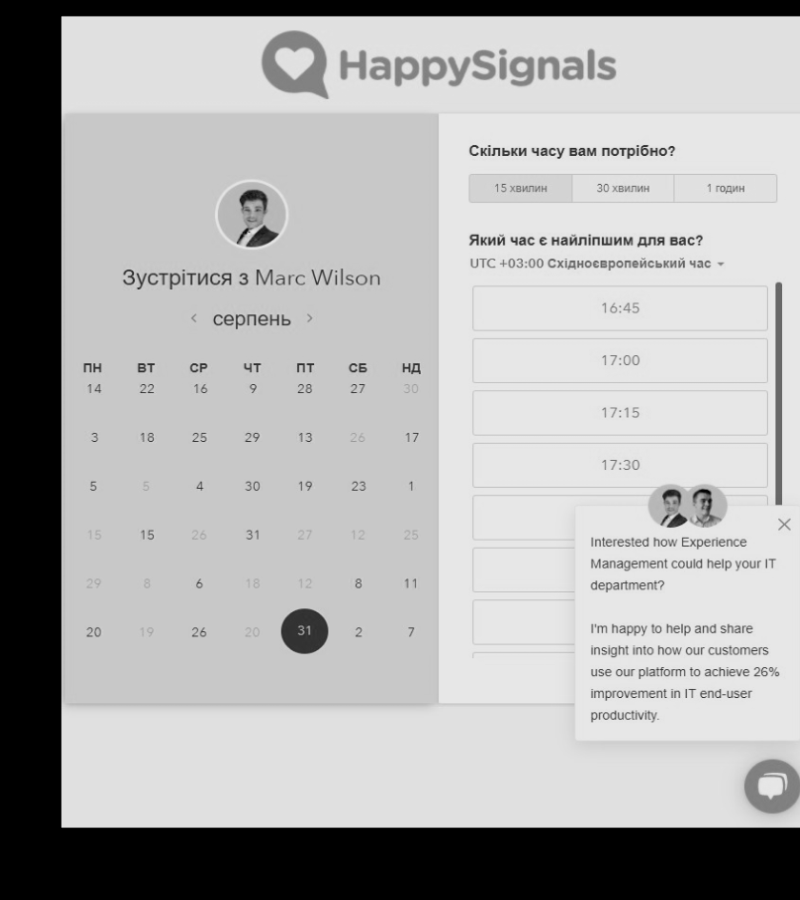 HappySignals
Зустрітися з Marc Wilson
серпень
ПН ВТ СР ЧТ ПТ СБ НД
14 22 16 9 28 27 30
3 18 25 29 13 26 17
5 5 4 30 19 23 1
15 15 26 31 27 12 25
29 8 6 18 12 8 11
20 19 26 20 31 2 7
Скільки часу вам потрібно?
15 хвилин 30 хвилин 1 годин
Який час є найліпшим для вас?
UTC +03:00 Східноєвропейський час
16:45
17:00
17:15
17:30
Interested how Experience
Management could help your IT
department?
I'm happy to help and share
insight into how our customers
use our platform to achieve 26%
improvement in IT end-user
productivity.